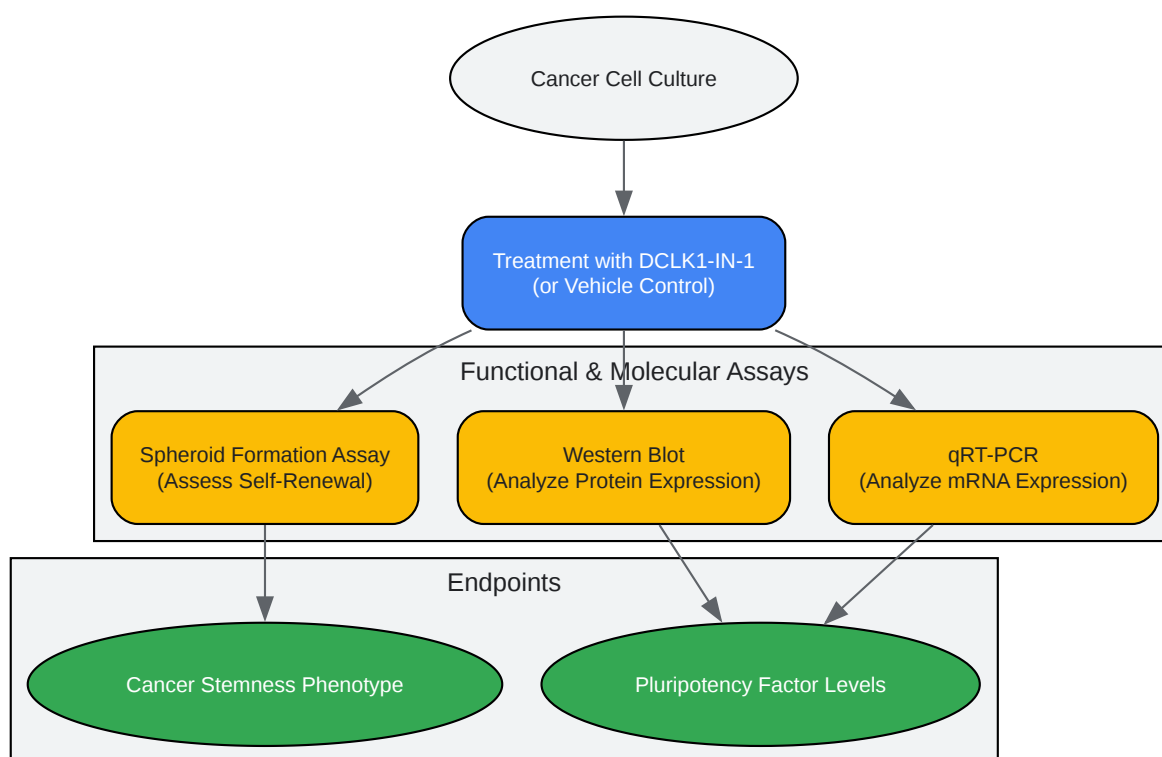 Cancer Cell Culture
Treatment with DCLK1-IN-1
(or Vehicle Control)
Functional & Molecular Assays
Spheroid Formation Assay
(Assess Self-Renewal)
Western Blot
(Analyze Protein Expression)
qRT-PCR
(Analyze mRNA Expression)
Endpoints
Cancer Stemness Phenotype
Pluripotency Factor Levels